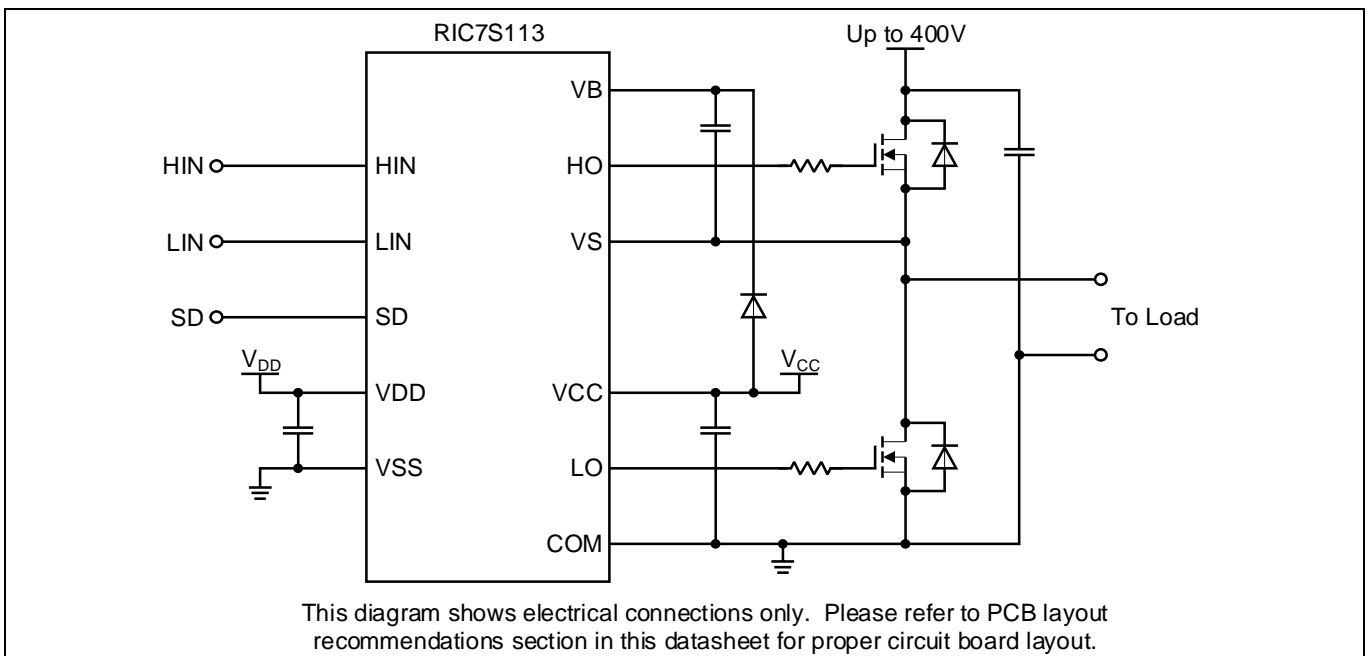 RIC7S113
Up to 400V
VB
HIN HIN HO
LIN LIN VS
SD SD
To Load
VDD VCC
VDD VCC
VSS LO
COM
This diagram shows electrical connections only. Please refer to PCB layout
recommendations section in this datasheet for proper circuit board layout.